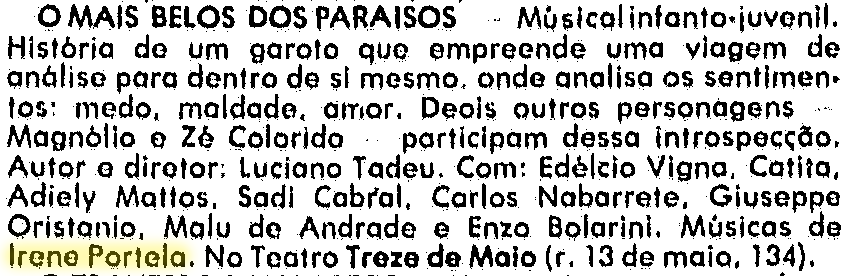 O MAIS BELOS DOS PARAISOS - Músical infanto-juvenil.
História de um garoto que empreende uma viagem de
análise para dentro de si mesmo, onde analisa os sentimen-
tos: medo, maldade, amor. Deois outros personagens -
Magnólio e Zé Colorido - participam dessa introspecção.
Autor e diretor: Luciano Tadeu. Com: Edélcio Vigna, Catita,
Adiely Mattos, Sadi Cabral, Carlos Nabarrete, Giuseppe
Oristanio, Malu de Andrade e Enzo Bolarini. Músicas de
Irene Portela. No Teatro Treze de Maio (r. 13 de maio, 134).